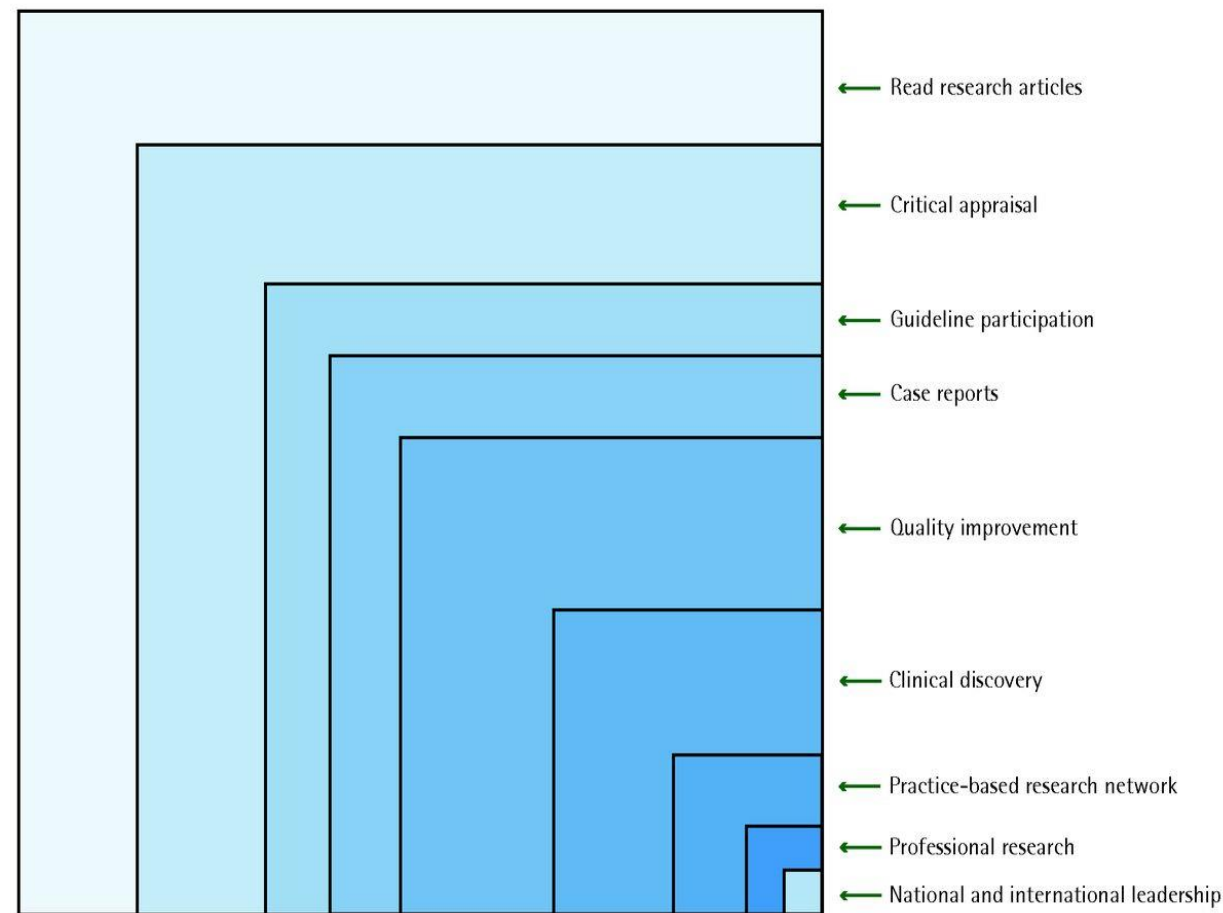 Read research articles
Critical appraisal
Guideline participation
Case reports
Quality improvement
Clinical discovery
Practice-based research network
Professional research
National and international leadership